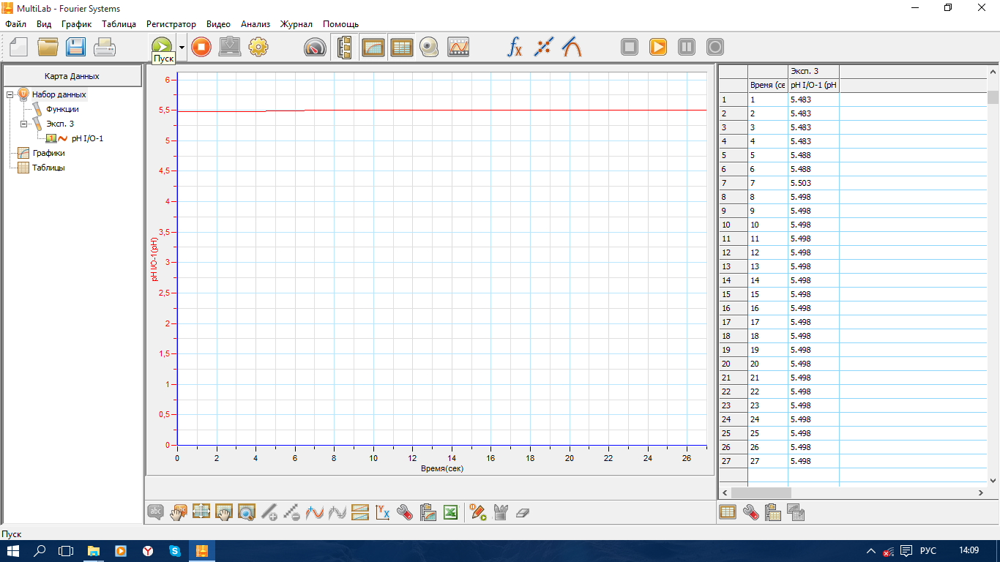 MultiLab - Fourier Systems
Файл Вид График Таблица Регистратор Видео Анализ Журнал Помощь
Пуск
Карта Данных
Набор данных
Функции
Эксп. 3
1 pH I/O-1
Графики
Таблицы
6
5,5
5
4,5
4
3,5
3
2,5
2
1,5
1
0,5
0
pH I/O-1(pH)
0 2 4 6 8 10 12 14 16 18 20 22 24 26
Время(сек)
Эксп. 3
Время (се pH I/O-1 (pH
1 1 5.483
2 2 5.483
3 3 5.483
4 4 5.483
5 5 5.488
6 6 5.488
7 7 5.503
8 8 5.498
9 9 5.498
10 10 5.498
11 11 5.498
12 12 5.498
13 13 5.498
14 14 5.498
15 15 5.498
16 16 5.498
17 17 5.498
18 18 5.498
19 19 5.498
20 20 5.498
21 21 5.498
22 22 5.498
23 23 5.498
24 24 5.498
25 25 5.498
26 26 5.498
27 27 5.498
Пуск
РУС 14:09